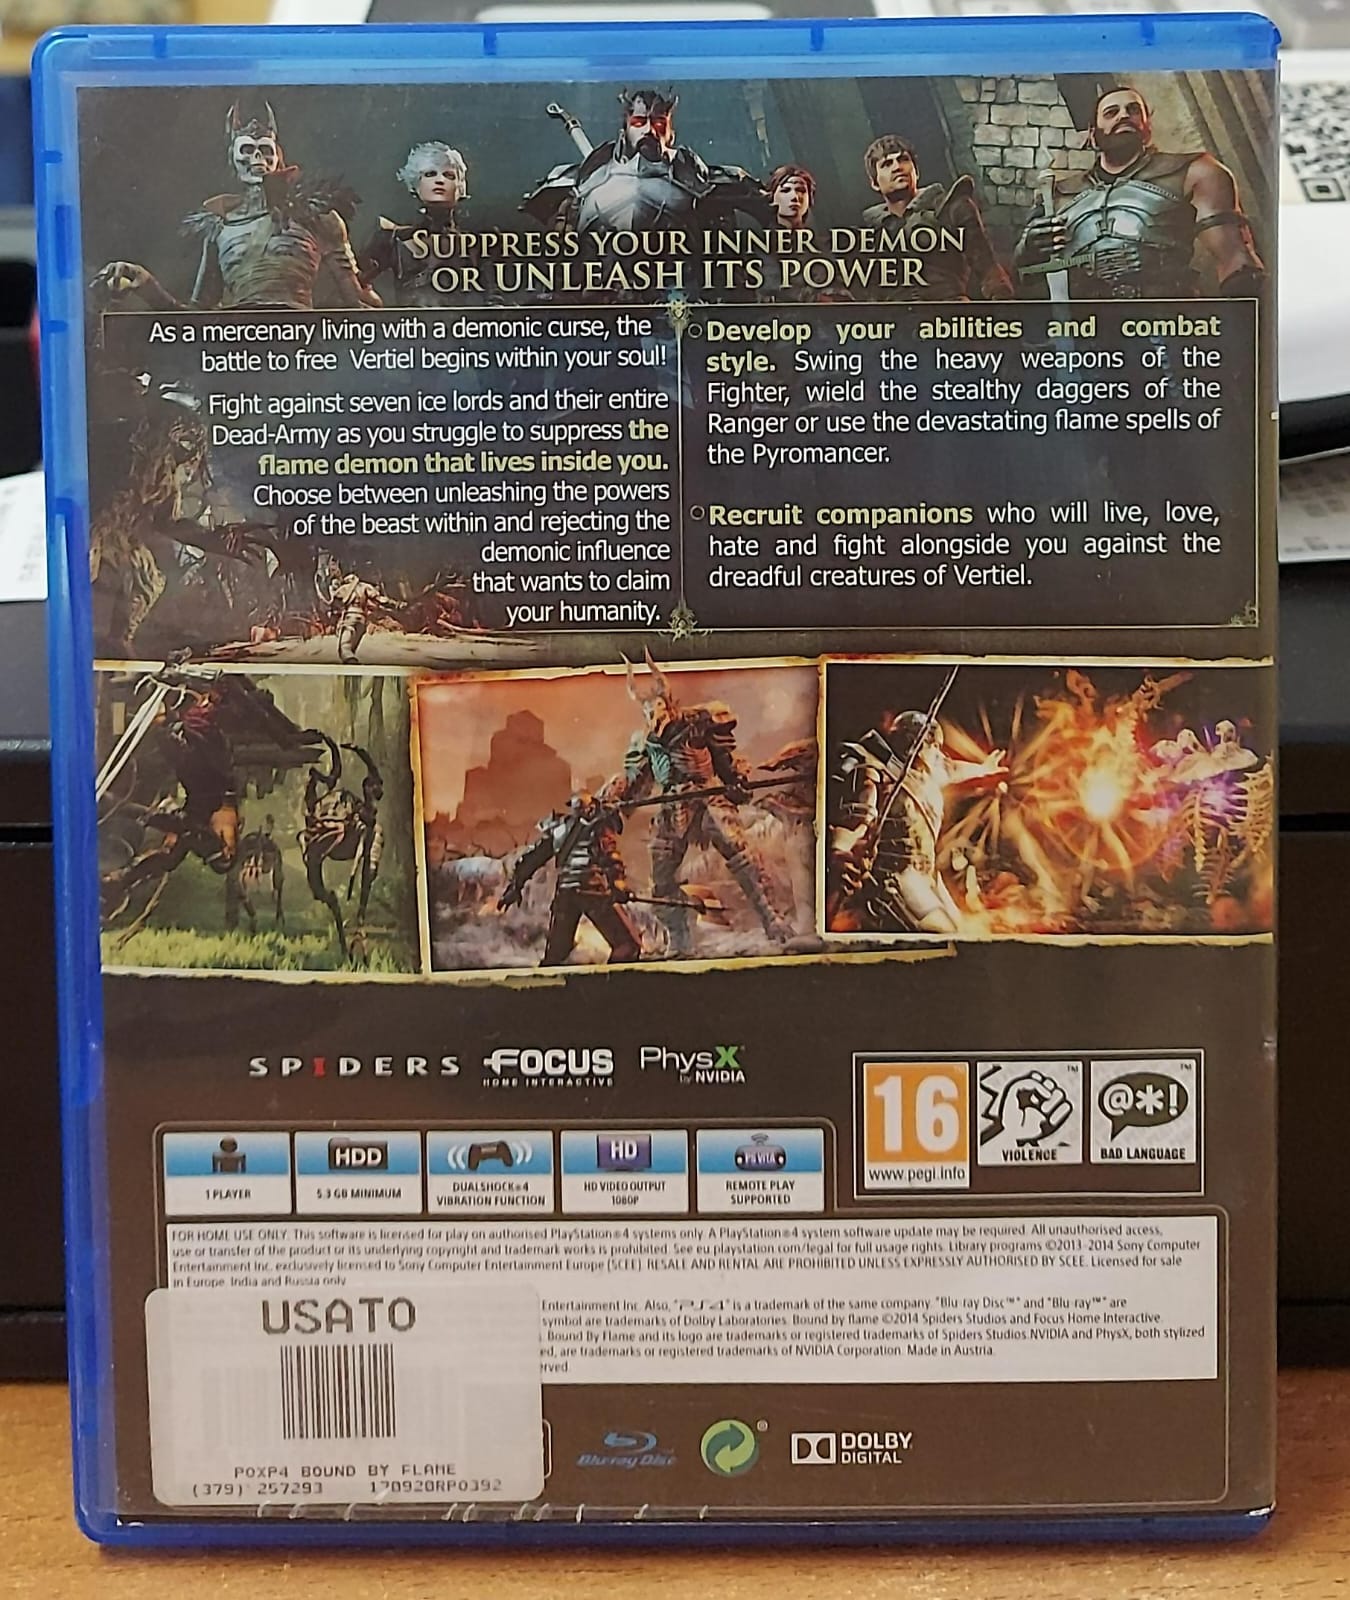 SUPPRESS YOUR INNER DEMON
OR UNLEASH ITS POWER
As a mercenary living with a demonic curse, the
battle to free Vertiel begins within your soul!
Fight against seven ice lords and their entire
Dead-Army as you struggle to suppress the
flame demon that lives inside you.
Choose between unleashing the powers
of the beast within and rejecting the
demonic influence
that wants to claim
your humanity.
Develop your abilities and combat
style. Swing the heavy weapons of the
Fighter, wield the stealthy daggers of the
Ranger or use the devastating flame spells of
the Pyromancer.
Recruit companions who will live, love,
hate and fight alongside you against the
dreadful creatures of Vertiel.
SPIDERS
FOCUS
HOME INTERACTIVE
PhysX
by NVIDIA
16
www.pegi.info
VIOLENCE
@*!
BAD LANGUAGE
1 PLAYER
HDD
5.3 GB MINIMUM
DUALSHOCK®4
VIBRATION FUNCTION
HD
HD VIDEO OUTPUT
1080P
PS VITA
REMOTE PLAY
SUPPORTED
FOR HOME USE ONLY. This software is licensed for play on authorised PlayStation®4 systems only. A PlayStation®4 system software update may be required. All unauthorised access,
use or transfer of the product or its underlying copyright and trademark works is prohibited. See eu.playstation.com/legal for full usage rights. Library programs ©2013-2014 Sony Computer
Entertainment Inc. exclusively licensed to Sony Computer Entertainment Europe (SCEE). RESALE AND RENTAL ARE PROHIBITED UNLESS EXPRESSLY AUTHORISED BY SCEE. Licensed for sale
in Europe, India and Russia only.
Entertainment Inc. Also, "PS4" is a trademark of the same company. "Blu-ray Disc™" and "Blu-ray™" are
symbol are trademarks of Dolby Laboratories. Bound by flame ©2014 Spiders Studios and Focus Home Interactive.
Bound By Flame and its logo are trademarks or registered trademarks of Spiders Studios. NVIDIA and PhysX, both stylized
ed, are trademarks or registered trademarks of NVIDIA Corporation. Made in Austria.
rved.
USATO
POXP4 BOUND BY FLAME
(379) 257293 170920RP0392
Blu-ray Disc
DOLBY
DIGITAL